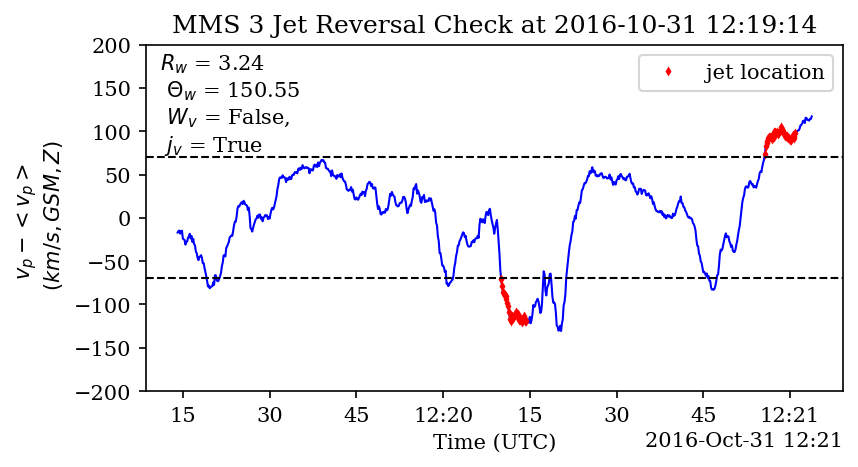 MMS 3 Jet Reversal Check at 2016-10-31 12:19:14
R_w = 3.24
Θ_w = 150.55
W_v = False,
j_v = True
jet location
v_p − < v_p >
(km/s, GSM, Z)
200
150
100
50
0
−50
−100
−150
−200
15 30 45 12:20 15 30 45 12:21
Time (UTC)
2016-Oct-31 12:21